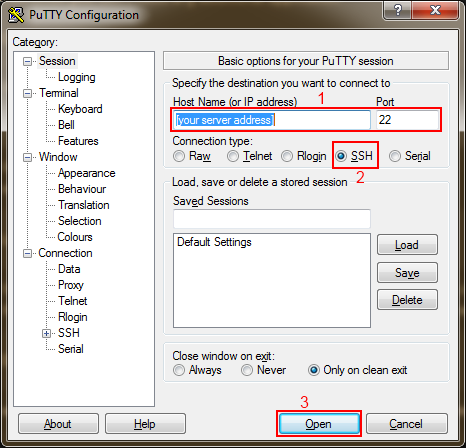 PuTTY Configuration
Category:
Session
Logging
Terminal
Keyboard
Bell
Features
Window
Appearance
Behaviour
Translation
Selection
Colours
Connection
Data
Proxy
Telnet
Rlogin
SSH
Serial
Basic options for your PuTTY session
Specify the destination you want to connect to
Host Name (or IP address) 1 Port
[your server address] 22
Connection type:
Raw Telnet Rlogin SSH Serial
2
Load, save or delete a stored session
Saved Sessions
Default Settings
Load
Save
Delete
Close window on exit:
Always Never Only on clean exit
3
About Help Open Cancel